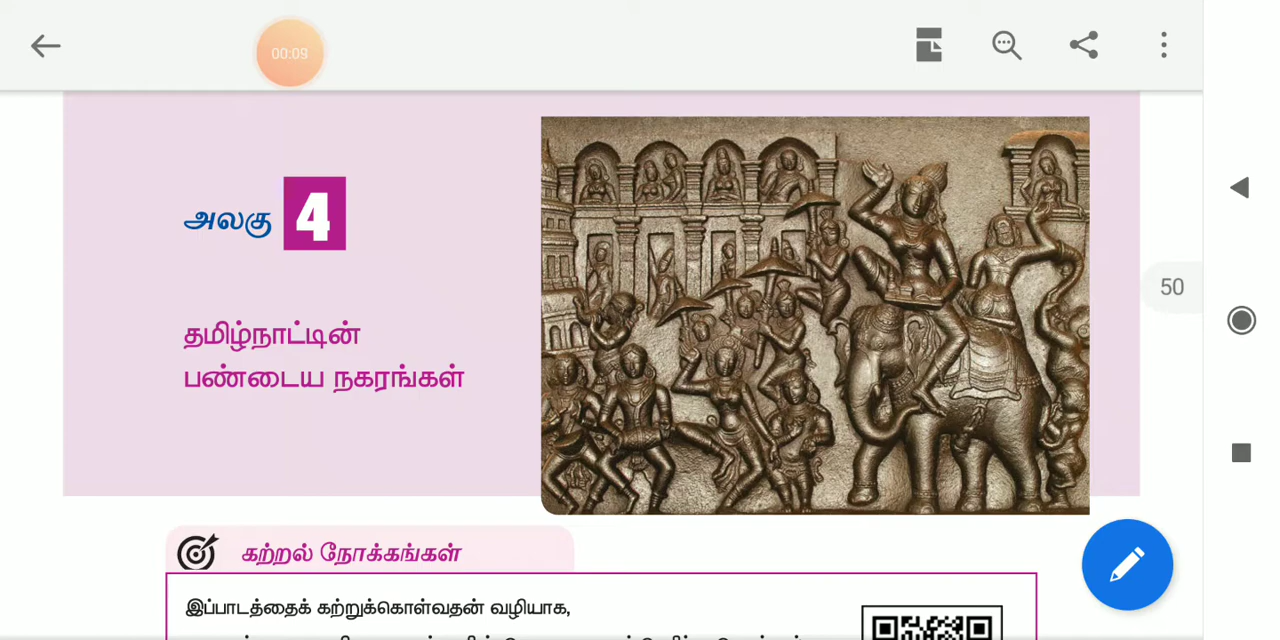 00:09
அலகு 4
தமிழ்நாட்டின்
பண்டைய நகரங்கள்
50
கற்றல் நோக்கங்கள்
இப்பாடத்தைக் கற்றுக்கொள்வதன் வழியாக,